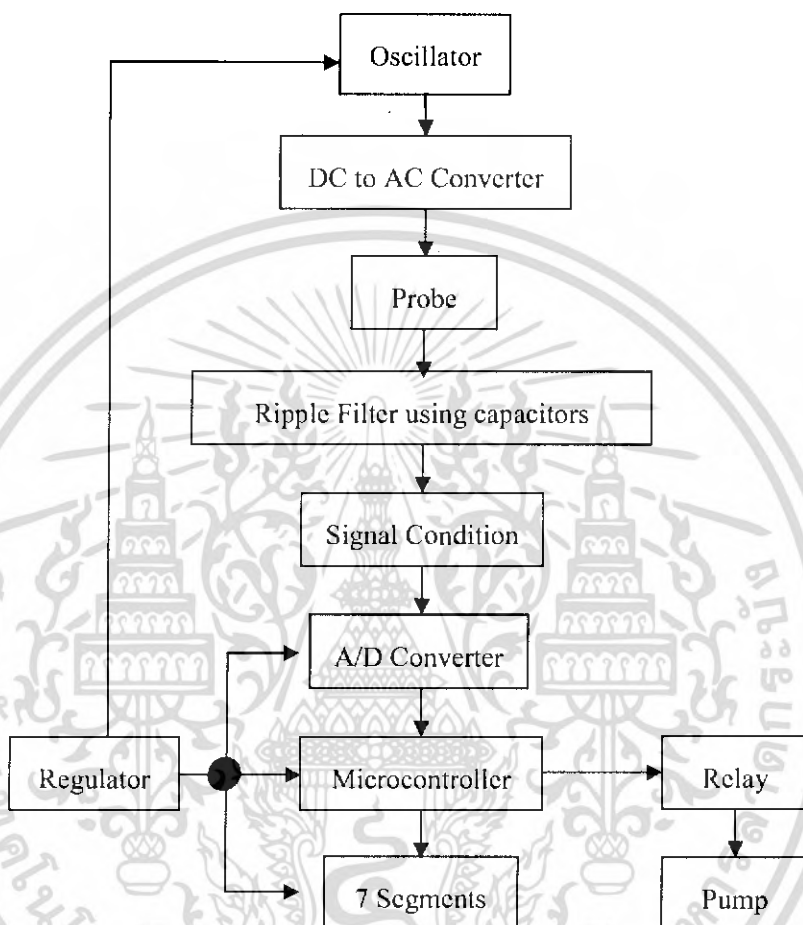 Oscillator
DC to AC Converter
Probe
Ripple Filter using capacitors
Signal Condition
A/D Converter
Regulator
Microcontroller
Relay
7 Segments
Pump